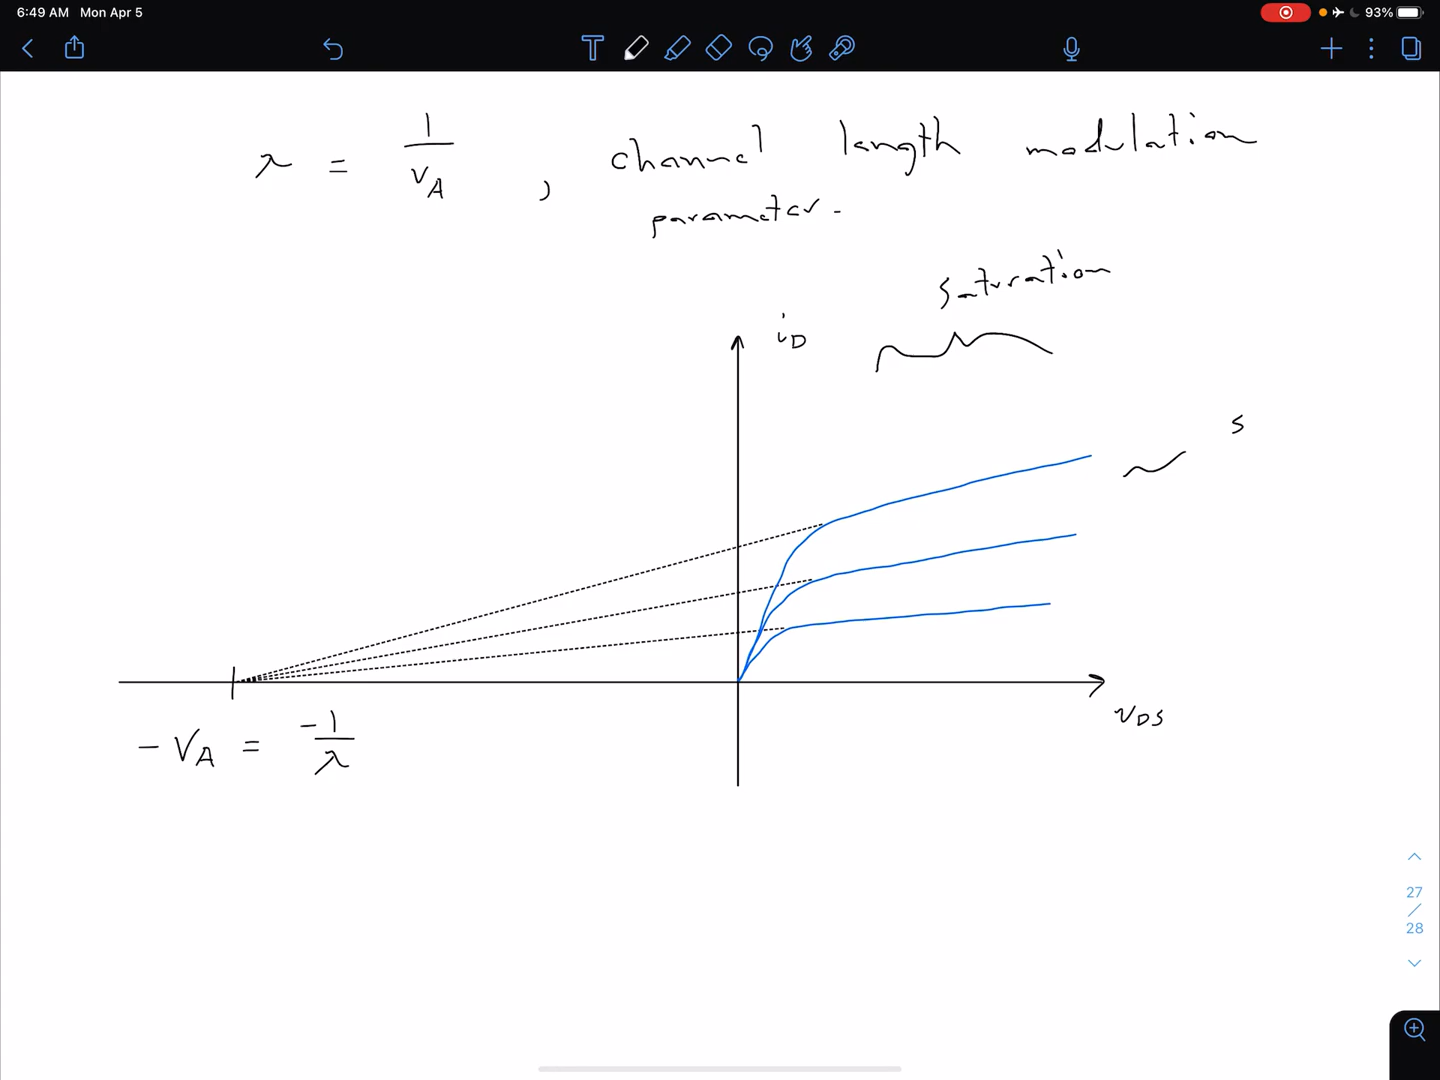 6:49 AM Mon Apr 5
93%
T
λ = 1/VA , channel length modulation
parameter.
saturation
iD
s
vDS
-VA = -1/λ
27
/
28